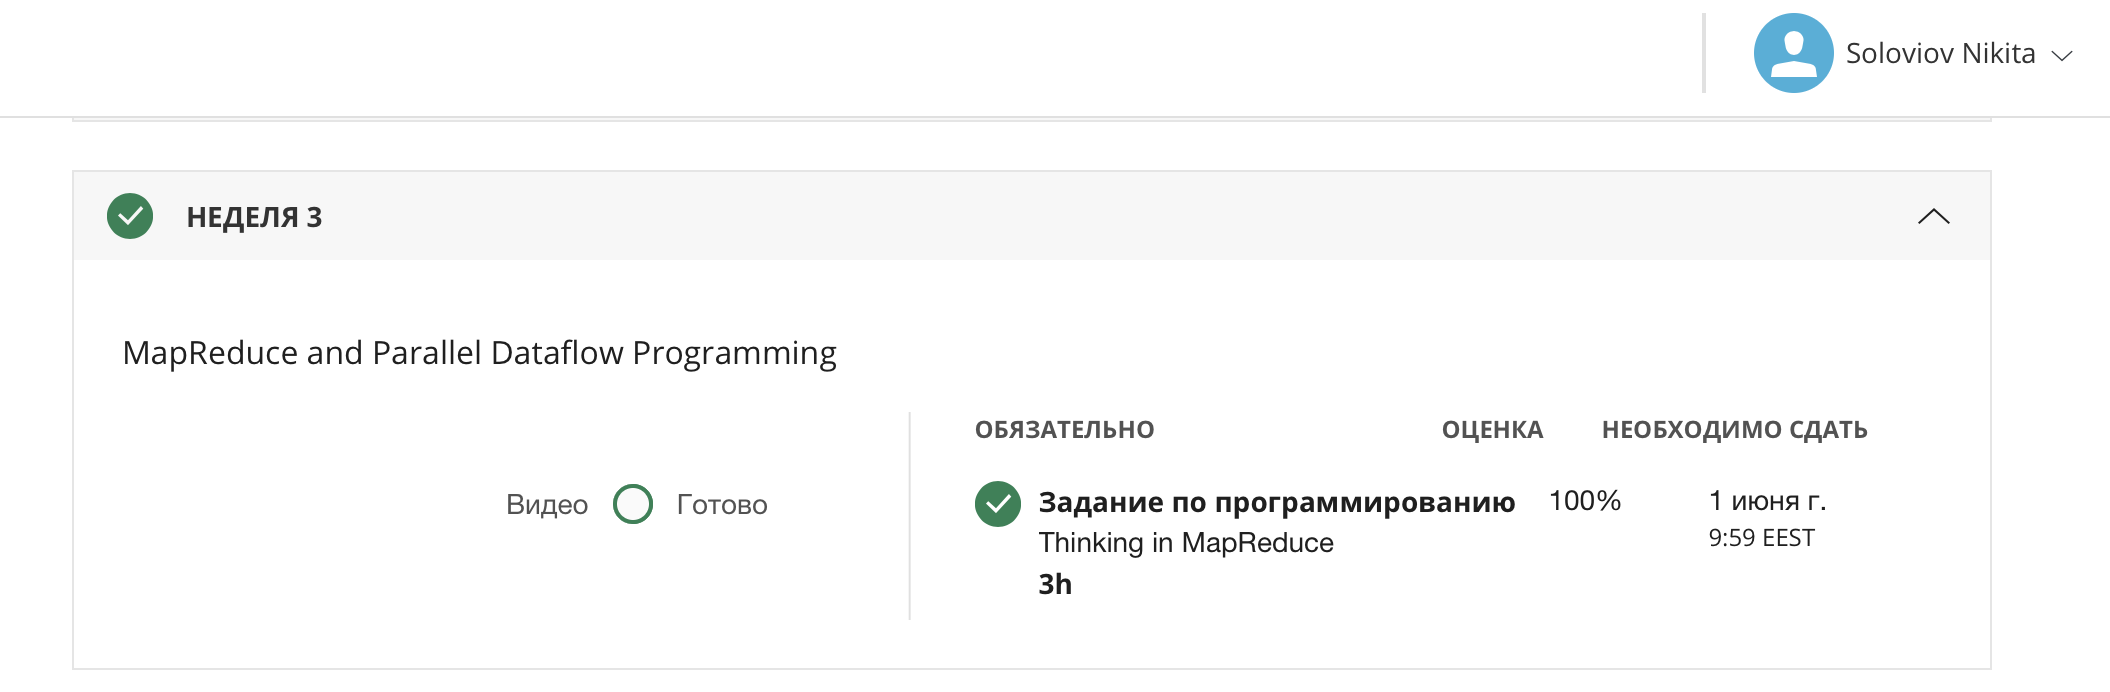 Soloviov Nikita
НЕДЕЛЯ 3
MapReduce and Parallel Dataflow Programming
Видео Готово
ОБЯЗАТЕЛЬНО ОЦЕНКА НЕОБХОДИМО СДАТЬ
Задание по программированию 100% 1 июня г.
Thinking in MapReduce 9:59 EEST
3h